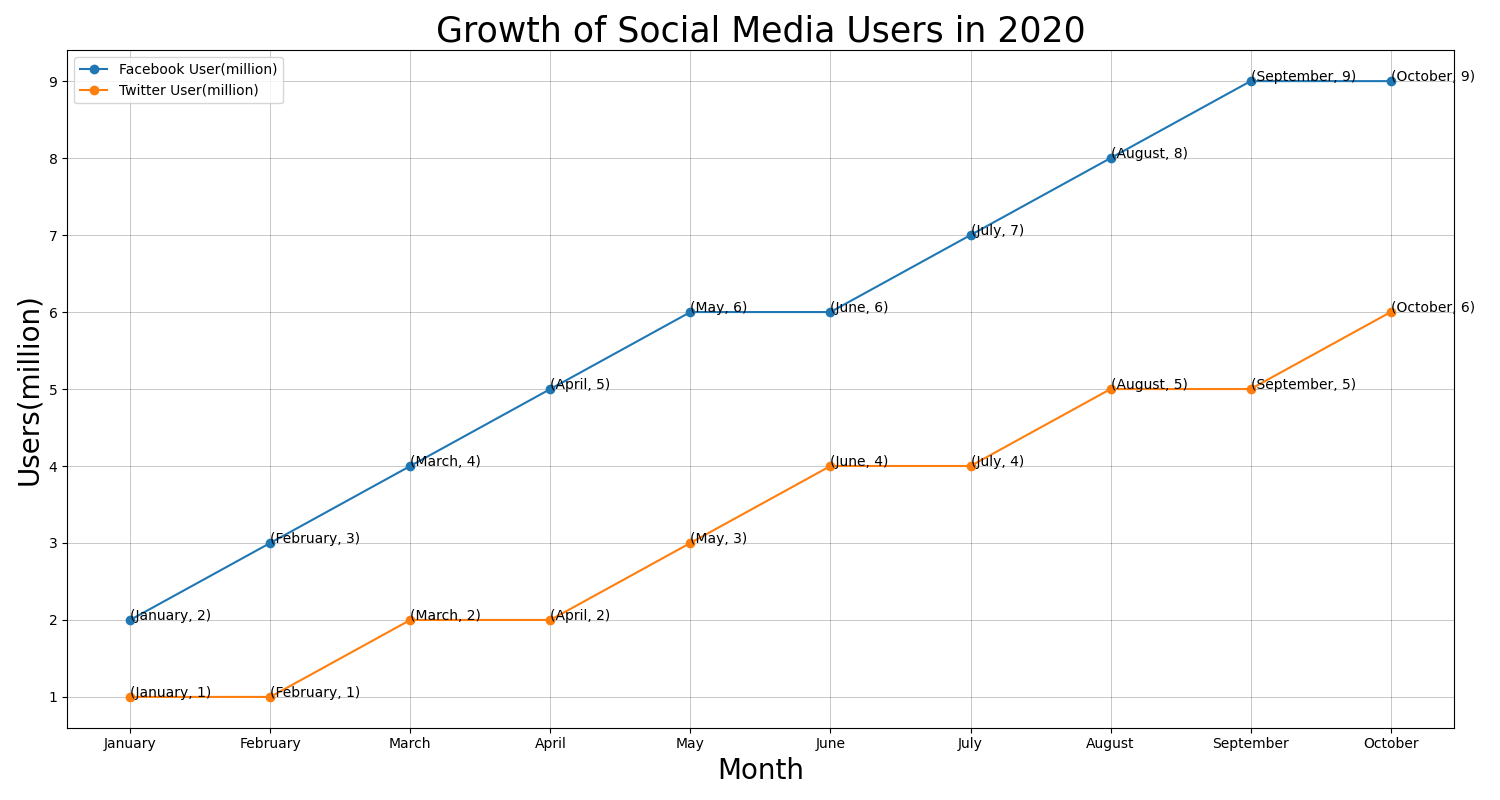 Growth of Social Media Users in 2020
Facebook User(million)
Twitter User(million)
Users(million)
9
8
7
6
5
4
3
2
1
(September, 9)
(October, 9)
(August, 8)
(July, 7)
(May, 6)
(June, 6)
(October, 6)
(April, 5)
(August, 5)
(September, 5)
(March, 4)
(June, 4)
(July, 4)
(February, 3)
(May, 3)
(January, 2)
(March, 2)
(April, 2)
(January, 1)
(February, 1)
January February March April May June July August September October
Month